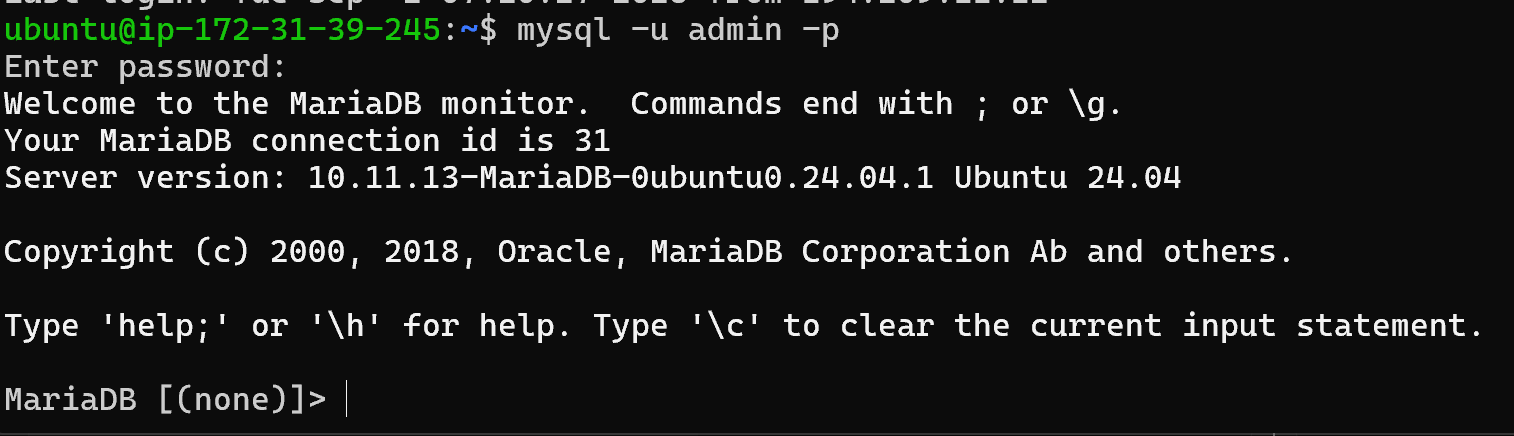 ubuntu@ip-172-31-39-245:~$ mysql -u admin -p
Enter password:
Welcome to the MariaDB monitor.  Commands end with ; or \g.
Your MariaDB connection id is 31
Server version: 10.11.13-MariaDB-0ubuntu0.24.04.1 Ubuntu 24.04
Copyright (c) 2000, 2018, Oracle, MariaDB Corporation Ab and others.
Type 'help;' or '\h' for help. Type '\c' to clear the current input statement.
MariaDB [(none)]>